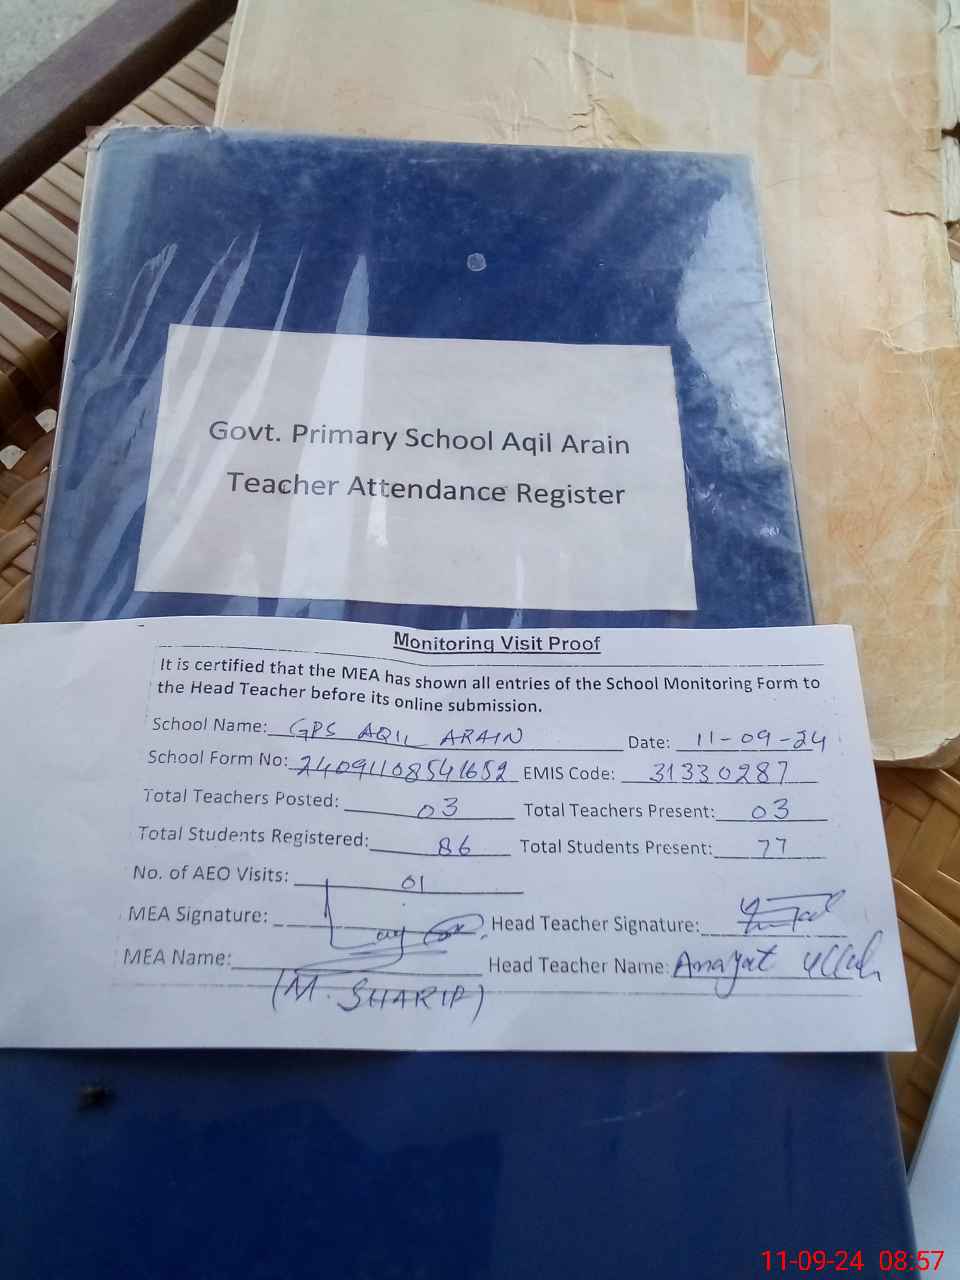 Govt. Primary School Aqil Arain
Teacher Attendance Register
Monitoring Visit Proof
It is certified that the MEA has shown all entries of the School Monitoring Form to
the Head Teacher before its online submission.
School Name: GPS AQIL ARAIN Date: 11-09-24
School Form No: 24091108541652 EMIS Code: 31330287
Total Teachers Posted: 03 Total Teachers Present: 03
Total Students Registered: 86 Total Students Present: 77
No. of AEO Visits: 01
MEA Signature: Head Teacher Signature:
MEA Name: Head Teacher Name: Anayat Ullah
(M. SHARIF)
11-09-24 08:57